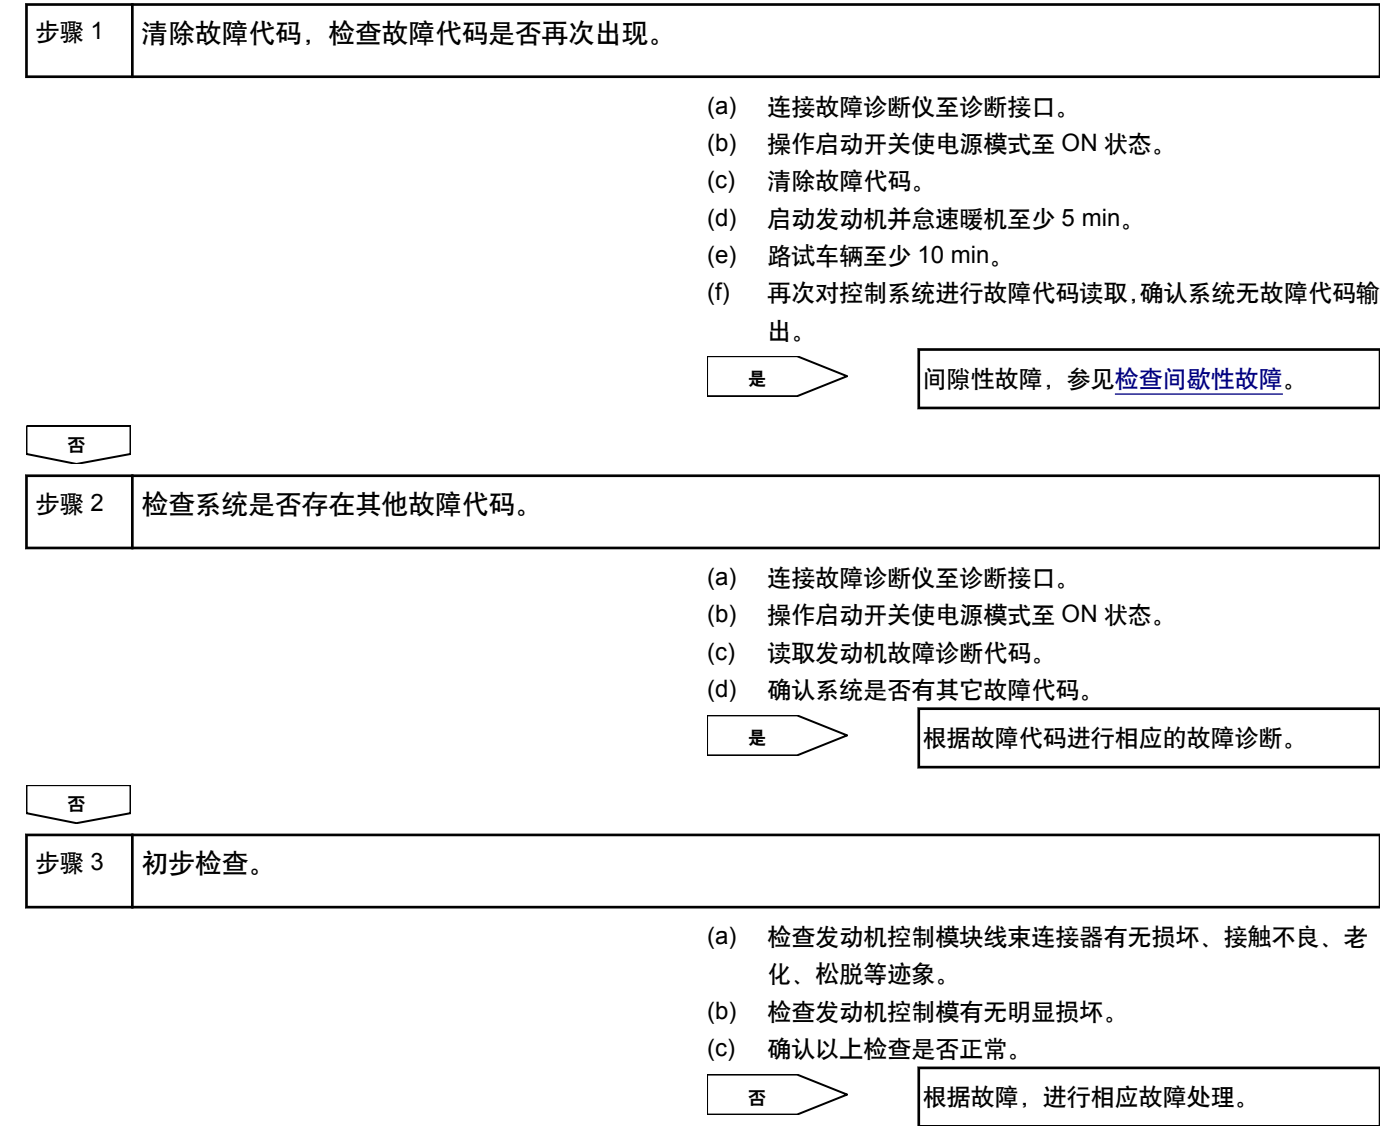 步骤 1
清除故障代码，检查故障代码是否再次出现。
(a) 连接故障诊断仪至诊断接口。
(b) 操作启动开关使电源模式至 ON 状态。
(c) 清除故障代码。
(d) 启动发动机并怠速暖机至少 5 min。
(e) 路试车辆至少 10 min。
(f) 再次对控制系统进行故障代码读取，确认系统无故障代码输
出。
是
间隙性故障，参见检查间歇性故障。
否
步骤 2
检查系统是否存在其他故障代码。
(a) 连接故障诊断仪至诊断接口。
(b) 操作启动开关使电源模式至 ON 状态。
(c) 读取发动机故障诊断代码。
(d) 确认系统是否有其它故障代码。
是
根据故障代码进行相应的故障诊断。
否
步骤 3
初步检查。
(a) 检查发动机控制模块线束连接器有无损坏、接触不良、老
化、松脱等迹象。
(b) 检查发动机控制模有无明显损坏。
(c) 确认以上检查是否正常。
否
根据故障，进行相应故障处理。